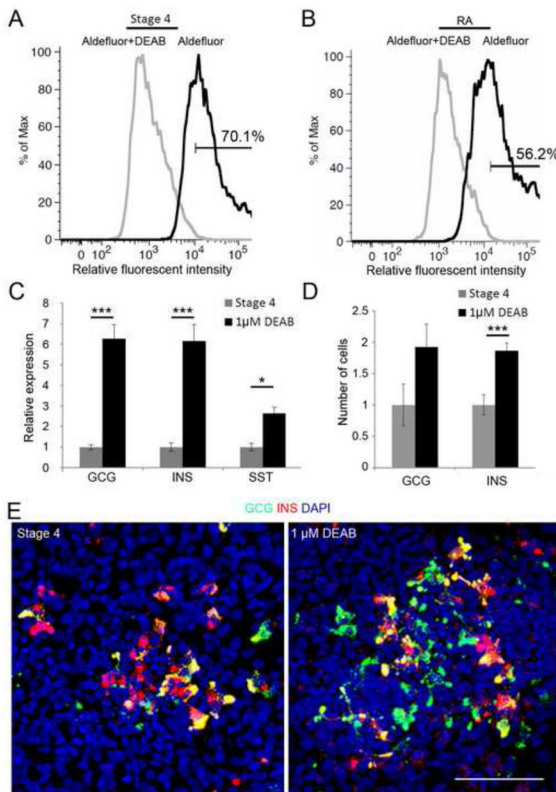 A
Stage 4
Aldefluor+DEAB Aldefluor
% of Max
100
80
60
40
20
0
70.1%
0 10² 10³ 10⁴ 10⁵
Relative fluorescent intensity
B
RA
Aldefluor+DEAB Aldefluor
% of Max
100
80
60
40
20
0
56.2%
0 10² 10³ 10⁴ 10⁵
Relative fluorescent intensity
C
Stage 4
1µM DEAB
Relative expression
8
7
6
5
4
3
2
1
0
***
***
*
GCG INS SST
D
Stage 4
1µM DEAB
Number of cells
2.5
2
1.5
1
0.5
0
***
GCG INS
E
GCG INS DAPI
Stage 4
1 µM DEAB